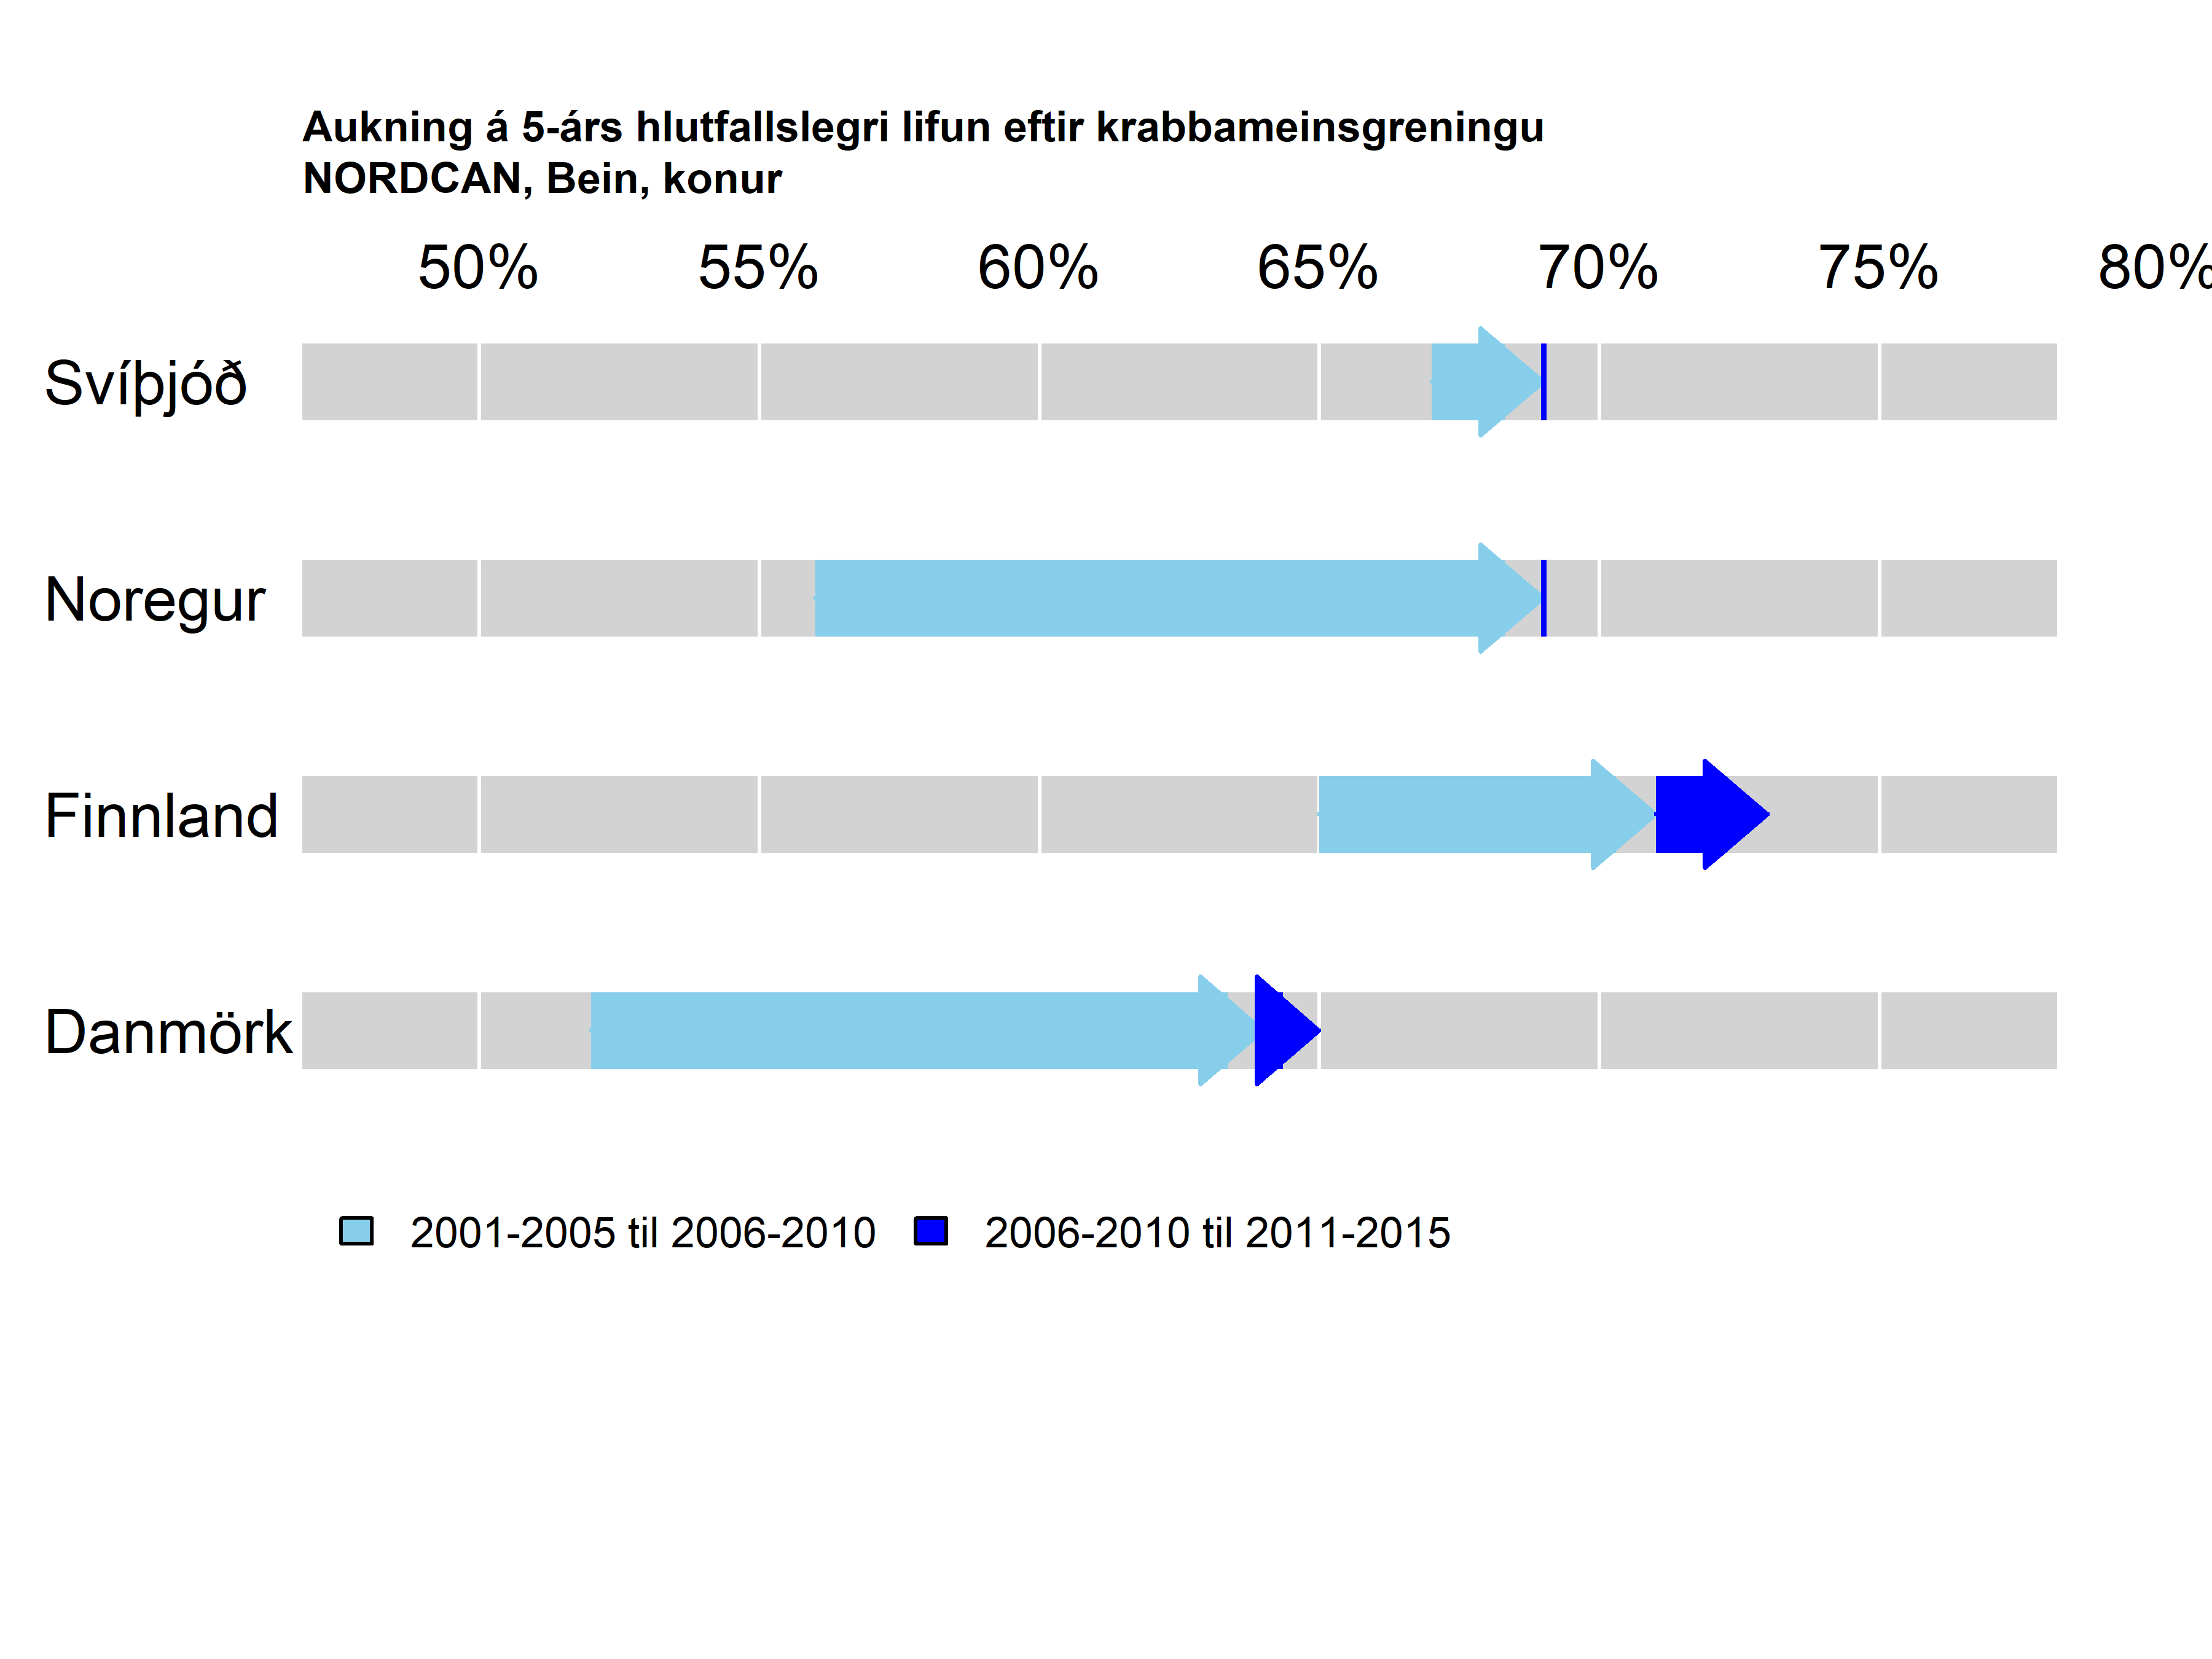 Aukning á 5-árs hlutfallslegri lifun eftir krabbameinsgreningu
NORDCAN, Bein, konur
50% 55% 60% 65% 70% 75% 80%
Svíþjóð
Noregur
Finnland
Danmörk
2001-2005 til 2006-2010 2006-2010 til 2011-2015